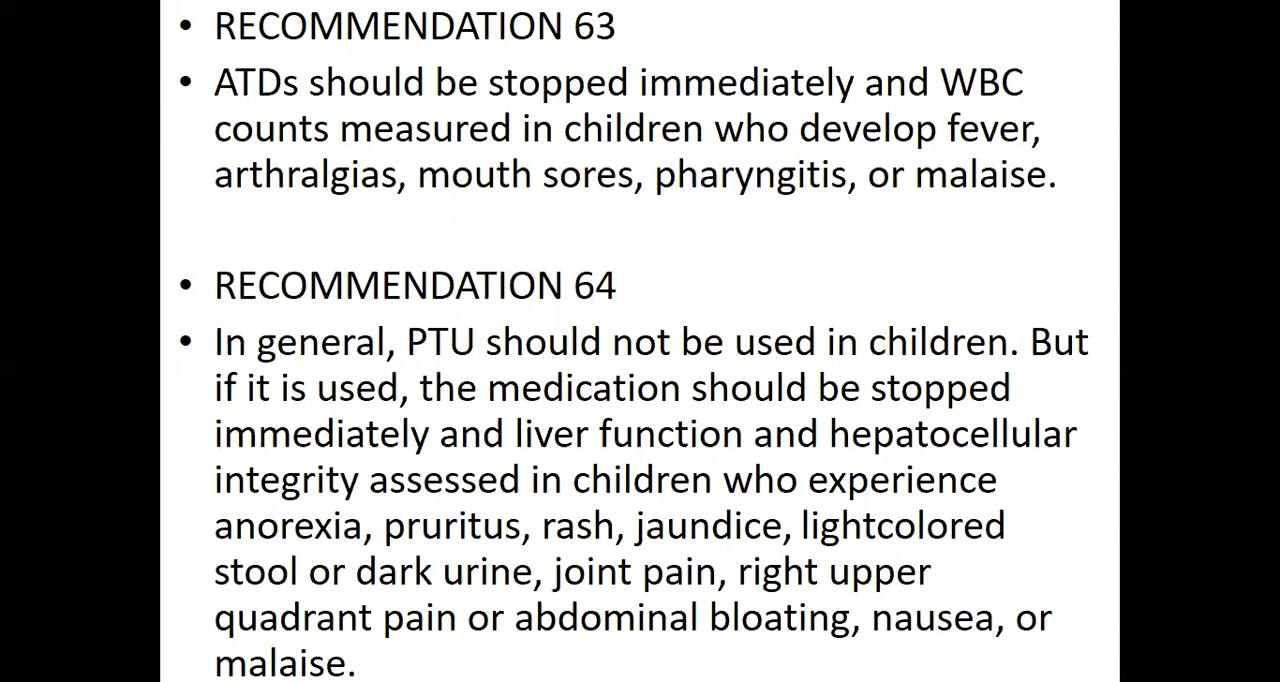 • RECOMMENDATION 63
• ATDs should be stopped immediately and WBC
counts measured in children who develop fever,
arthralgias, mouth sores, pharyngitis, or malaise.
• RECOMMENDATION 64
• In general, PTU should not be used in children. But
if it is used, the medication should be stopped
immediately and liver function and hepatocellular
integrity assessed in children who experience
anorexia, pruritus, rash, jaundice, lightcolored
stool or dark urine, joint pain, right upper
quadrant pain or abdominal bloating, nausea, or
malaise.